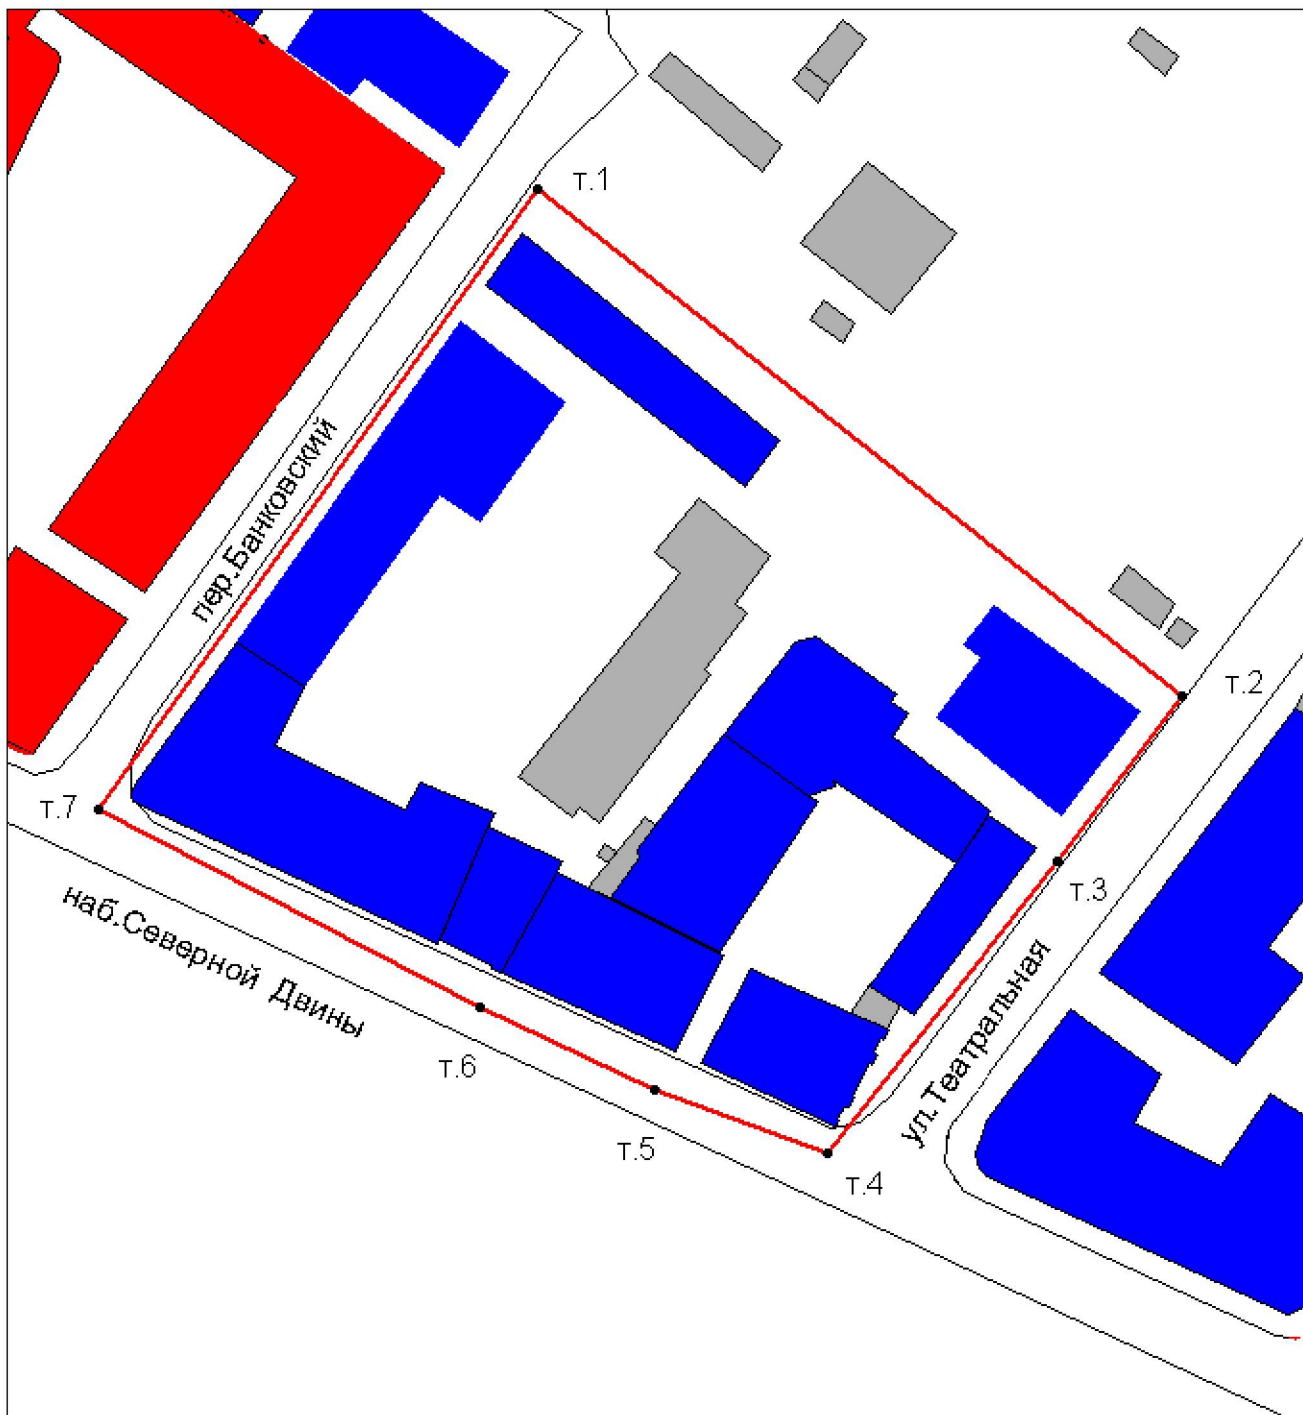 т.1
пер.Банковский
т.2
т.7
т.3
наб.Северной Двины
ул.Театральная
т.6
т.5
т.4